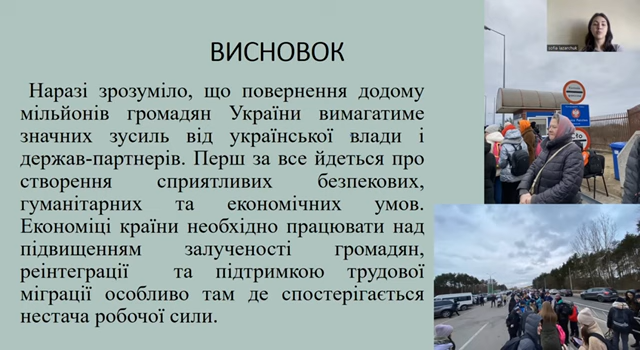 ВИСНОВОК
Наразі зрозуміло, що повернення додому
мільйонів громадян України вимагатиме
значних зусиль від української влади і
держав-партнерів. Перш за все йдеться про
створення сприятливих безпекових,
гуманітарних та економічних умов.
Економіці країни необхідно працювати над
підвищенням залученості громадян,
реінтеграції та підтримкою трудової
міграції особливо там де спостерігається
нестача робочої сили.
sofia lazarchuk